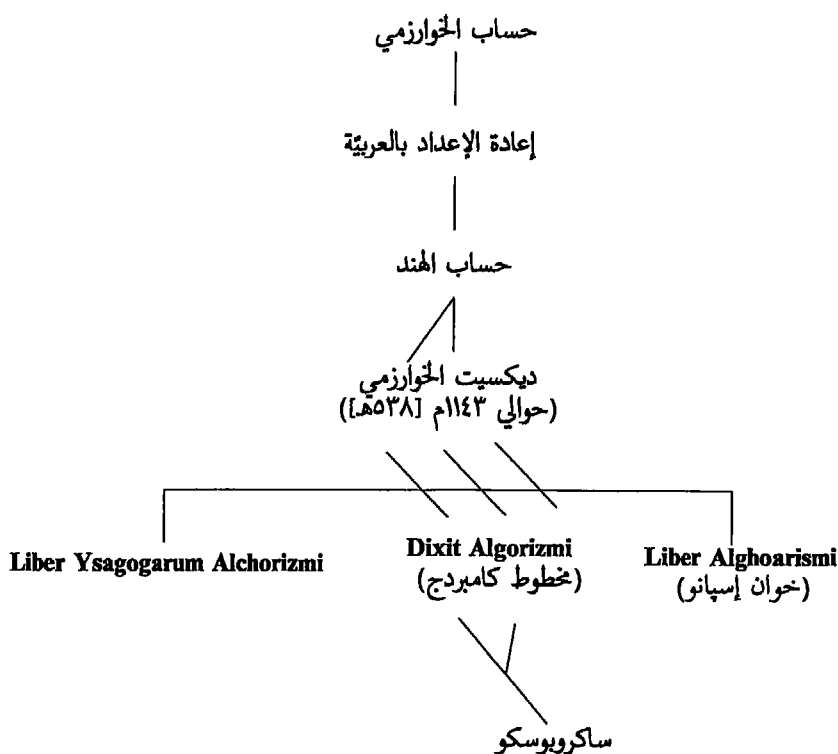 حساب الخوارزمي
إعادة الإعداد بالعربيّة
حساب الهند
ديكسيت الخوارزمي
(حوالي ١١٤٣م [٥٣٨هـ])
Liber Ysagogarum Alchorizmi
Dixit Algorizmi
(مخطوط كامبردج)
Liber Alghoarismi
(خوان إسپانو)
ساكروبوسكو